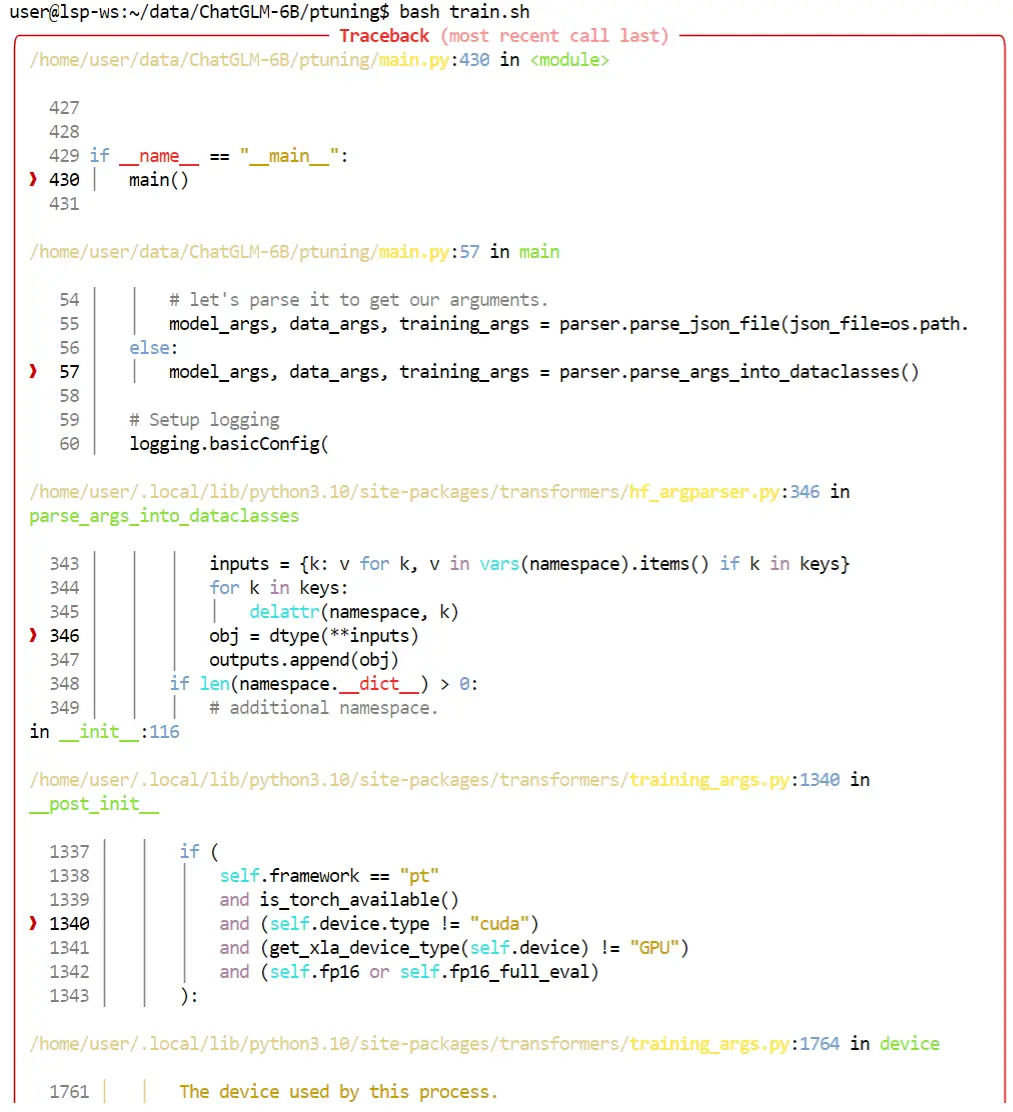 user@lsp-ws:~/data/ChatGLM-6B/ptuning$ bash train.sh
Traceback (most recent call last)
/home/user/data/ChatGLM-6B/ptuning/main.py:430 in <module>
427
428
429 if __name__ == "__main__":
❱ 430 │   main()
431
/home/user/data/ChatGLM-6B/ptuning/main.py:57 in main
54 │   │   # let's parse it to get our arguments.
55 │   │   model_args, data_args, training_args = parser.parse_json_file(json_file=os.path.
56 │   else:
❱ 57 │   │   model_args, data_args, training_args = parser.parse_args_into_dataclasses()
58 │
59 │   # Setup logging
60 │   logging.basicConfig(
/home/user/.local/lib/python3.10/site-packages/transformers/hf_argparser.py:346 in
parse_args_into_dataclasses
343 │   │   │   inputs = {k: v for k, v in vars(namespace).items() if k in keys}
344 │   │   │   for k in keys:
345 │   │   │   │   delattr(namespace, k)
❱ 346 │   │   │   obj = dtype(**inputs)
347 │   │   │   outputs.append(obj)
348 │   │   if len(namespace.__dict__) > 0:
349 │   │   │   # additional namespace.
in __init__:116
/home/user/.local/lib/python3.10/site-packages/transformers/training_args.py:1340 in
__post_init__
1337 │   │   if (
1338 │   │   │   self.framework == "pt"
1339 │   │   │   and is_torch_available()
❱ 1340 │   │   │   and (self.device.type != "cuda")
1341 │   │   │   and (get_xla_device_type(self.device) != "GPU")
1342 │   │   │   and (self.fp16 or self.fp16_full_eval)
1343 │   │   ):
/home/user/.local/lib/python3.10/site-packages/transformers/training_args.py:1764 in device
1761 │   │   The device used by this process.